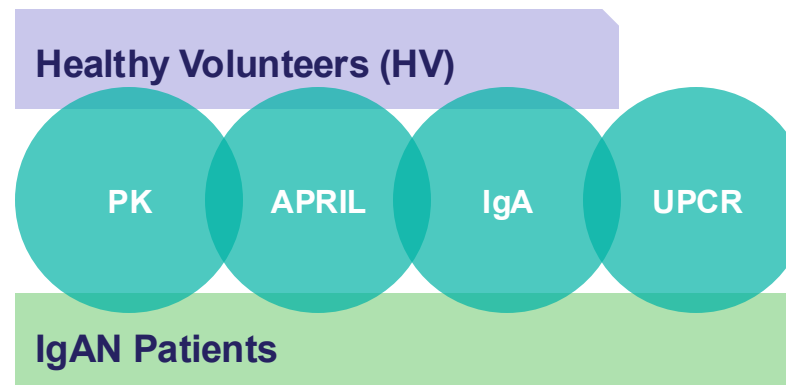 Healthy Volunteers (HV)
PK
APRIL
IgA
UPCR
IgAN Patients